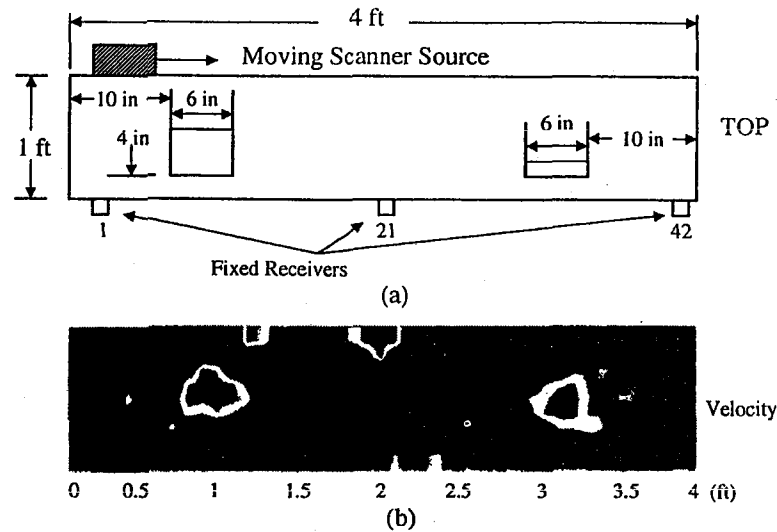 4 ft
Moving Scanner Source
10 in
6 in
4 in
1 ft
6 in
10 in
TOP
1
21
42
Fixed Receivers
(a)
Velocity
0 0.5 1 1.5 2 2.5 3 3.5 4 (ft)
(b)